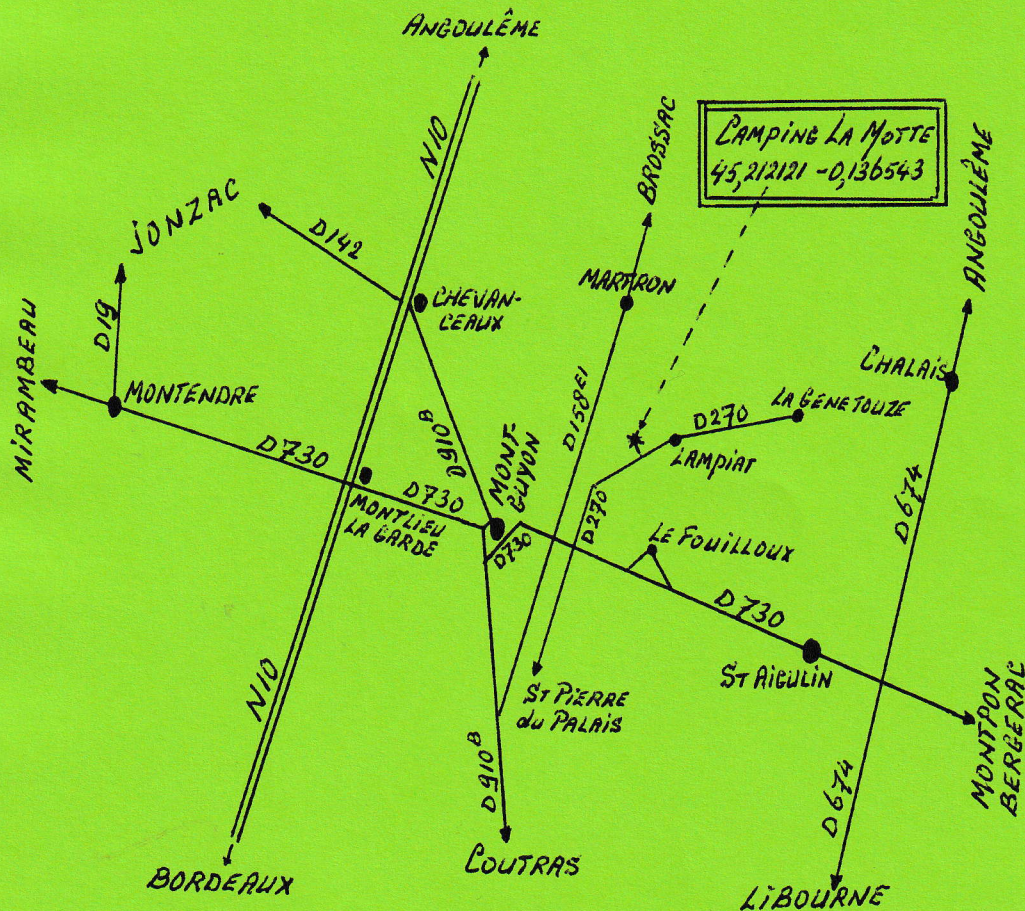 ANGOULÊME
N10
BROSSAC
CAMPING LA MOTTE
45,212121 -0,136543
ANGOULÊME
JONZAC
D142
MARTRON
CHEVAN-
CEAUX
D19
MIRAMBEAU
MONTENDRE
CHALAIS
D158E1
D270
LA GENETOUZE
LAMPIAT
D910B
D730
MONT-
GUYON
D730
MONTLIEU
LA GARDE
D730
D270
D674
LE FOUILLOUX
D730
ST AIGULIN
N10
ST PIERRE
du PALAIS
MONTPON
BERGERAC
D910B
D674
COUTRAS
BORDEAUX
LIBOURNE